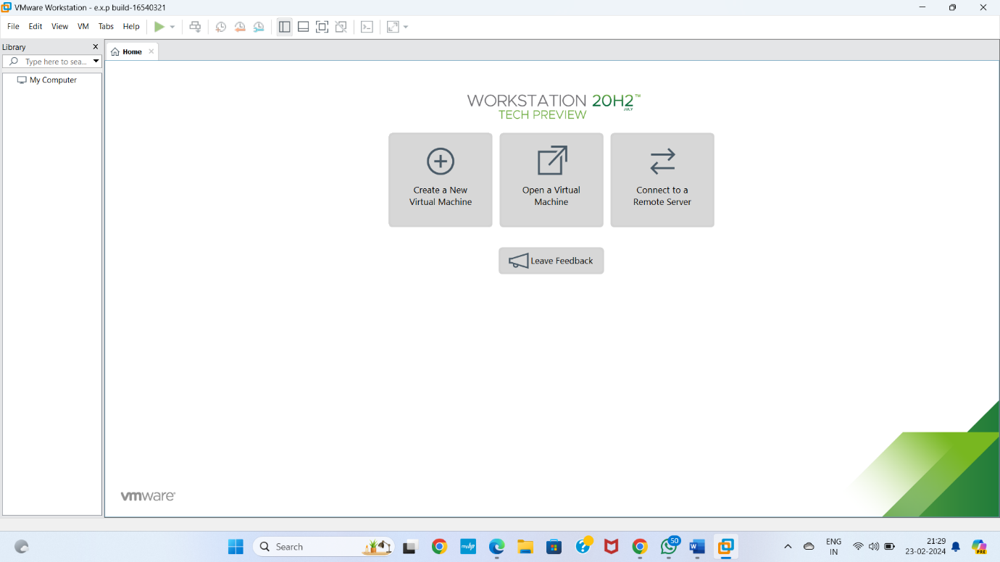 VMware Workstation - e.x.p build-16540321
File Edit View VM Tabs Help
Library
Home
Type here to sea...
My Computer
WORKSTATION 20H2™
JULY
TECH PREVIEW
Create a New
Virtual Machine
Open a Virtual
Machine
Connect to a
Remote Server
Leave Feedback
vmware®
Search
myhp
50
W
ENG
IN
21:29
23-02-2024
PRE